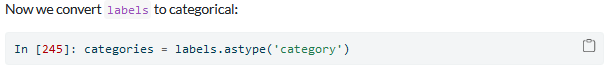 Now we convert labels to categorical:
In [245]: categories = labels.astype('category')